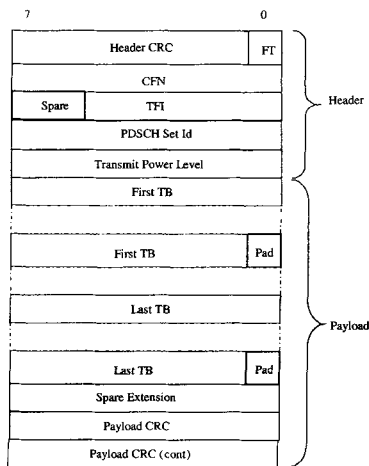 7 0
Header CRC FT
CFN
Spare TFI
Header
PDSCH Set Id
Transmit Power Level
First TB
First TB Pad
Last TB
Payload
Last TB Pad
Spare Extension
Payload CRC
Payload CRC (cont)